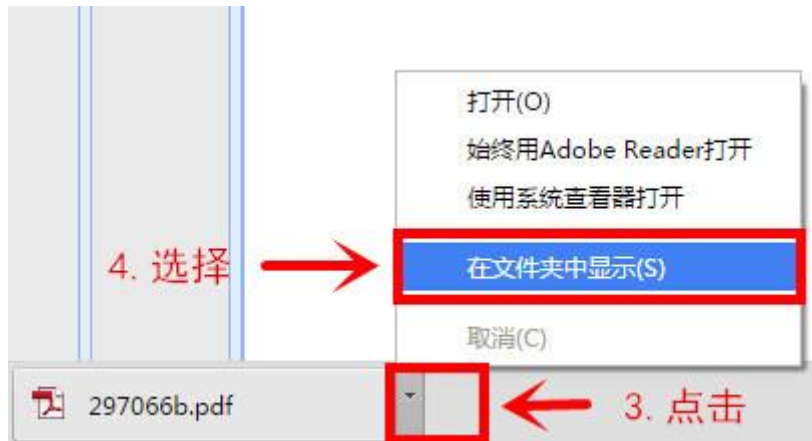 打开(O)
始终用Adobe Reader打开
使用系统查看器打开
4. 选择
在文件夹中显示(S)
取消(C)
297066b.pdf
3. 点击